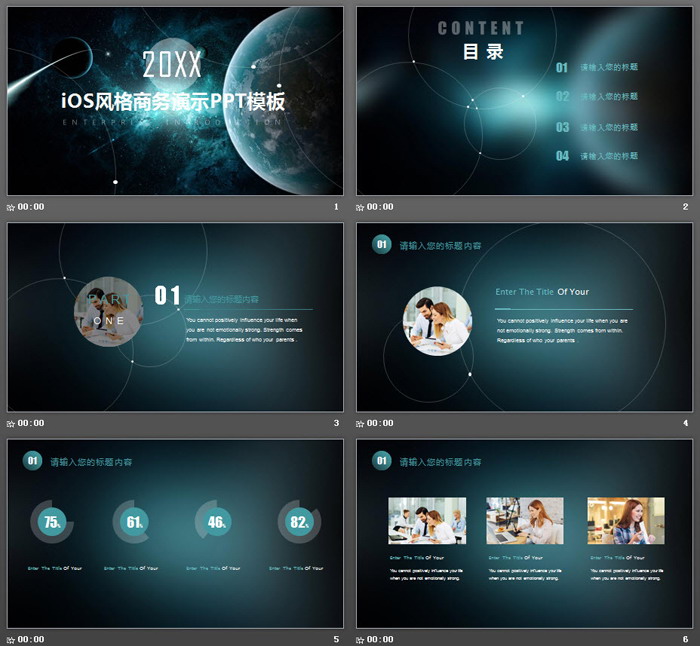 20XX
iOS风格商务演示PPT模板
ENTERPRISE INTRODUCTION
00:00
1
CONTENT
目录
01 请输入您的标题
02 请输入您的标题
03 请输入您的标题
04 请输入您的标题
00:00
2
PART
ONE
01 请输入您的标题内容
You cannot positively influence your life when
you are not emotionally strong. Strength comes
from within. Regardless of who your parents .
00:00
3
01 请输入您的标题内容
Enter The Title Of Your
You cannot positively influence your life when you are
not emotionally strong. Strength comes from within.
Regardless of who your parents .
00:00
4
01 请输入您的标题内容
75%
61%
46%
82%
Enter The Title Of Your
Enter The Title Of Your
Enter The Title Of Your
Enter The Title Of Your
00:00
5
01 请输入您的标题内容
Enter The Title Of Your
You cannot positively influence your life
when you are not emotionally strong.
Enter The Title Of Your
You cannot positively influence your life
when you are not emotionally strong.
Enter The Title Of Your
You cannot positively influence your life
when you are not emotionally strong.
00:00
6